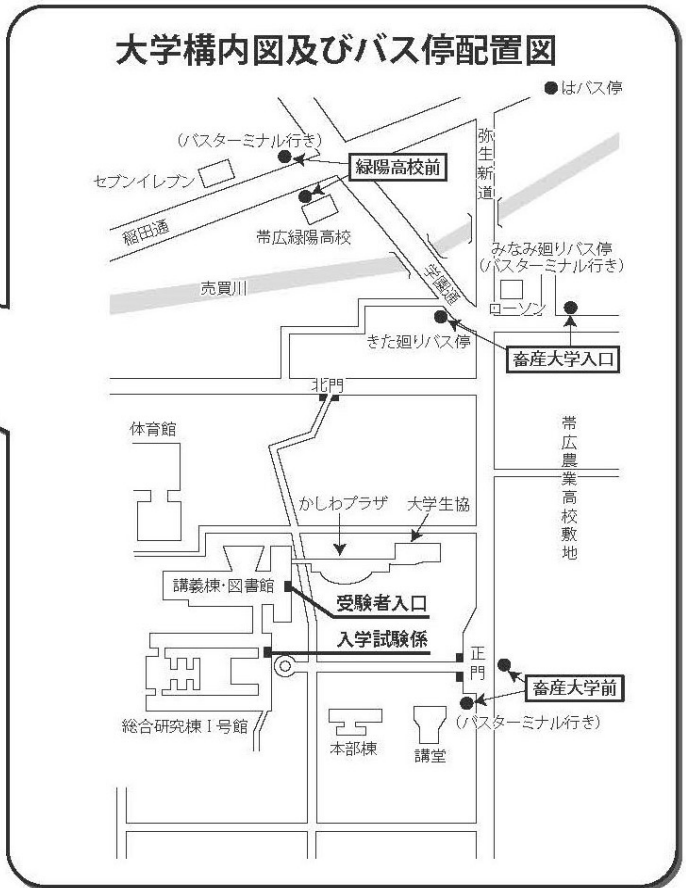 大学構内図及びバス停配置図
●はバス停
(バスターミナル行き)
緑陽高校前
弥生新道
セブンイレブン
稲田通
帯広緑陽高校
学園通
みなみ廻りバス停
(バスターミナル行き)
売買川
ローソン
きた廻りバス停
畜産大学入口
北門
体育館
帯広農業高校敷地
かしわプラザ
大学生協
講義棟・図書館
受験者入口
入学試験係
正門
畜産大学前
総合研究棟Ⅰ号館
(バスターミナル行き)
本部棟
講堂